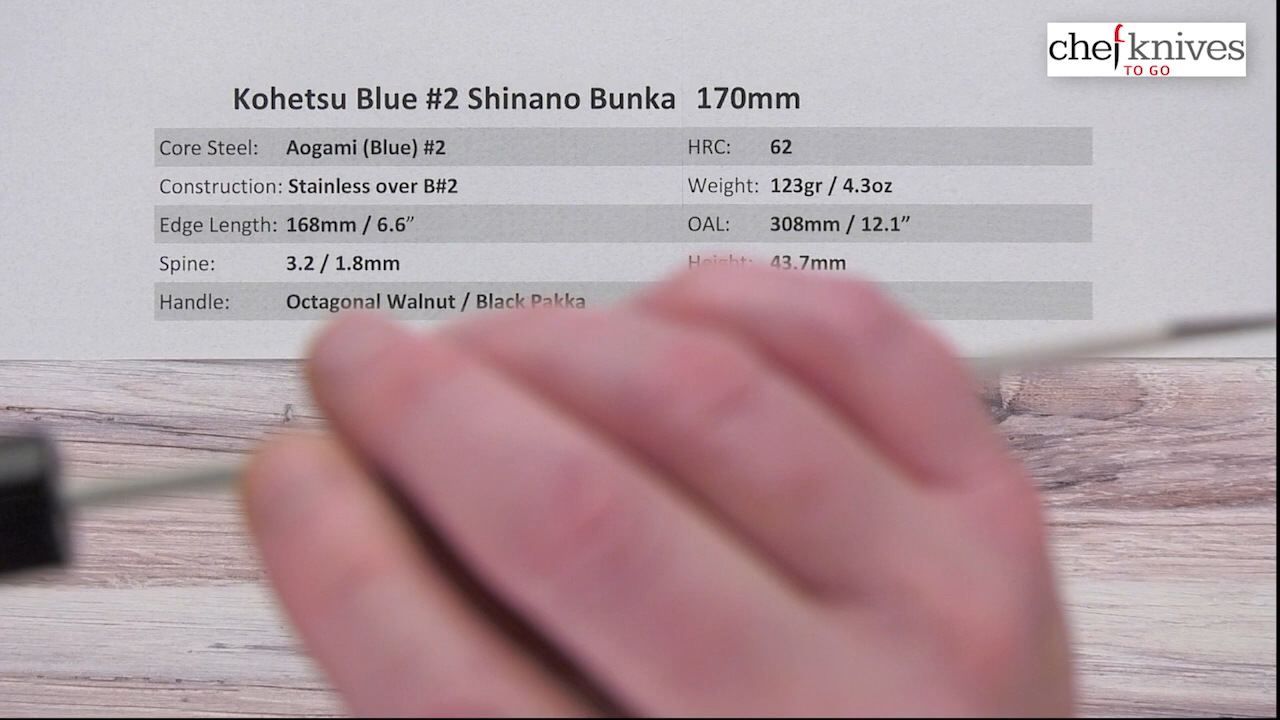 chef knives
TO GO
Kohetsu Blue #2 Shinano Bunka 170mm
Core Steel: Aogami (Blue) #2 HRC: 62
Construction: Stainless over B#2 Weight: 123gr / 4.3oz
Edge Length: 168mm / 6.6” OAL: 308mm / 12.1”
Spine: 3.2 / 1.8mm Height: 43.7mm
Handle: Octagonal Walnut / Black Pakka